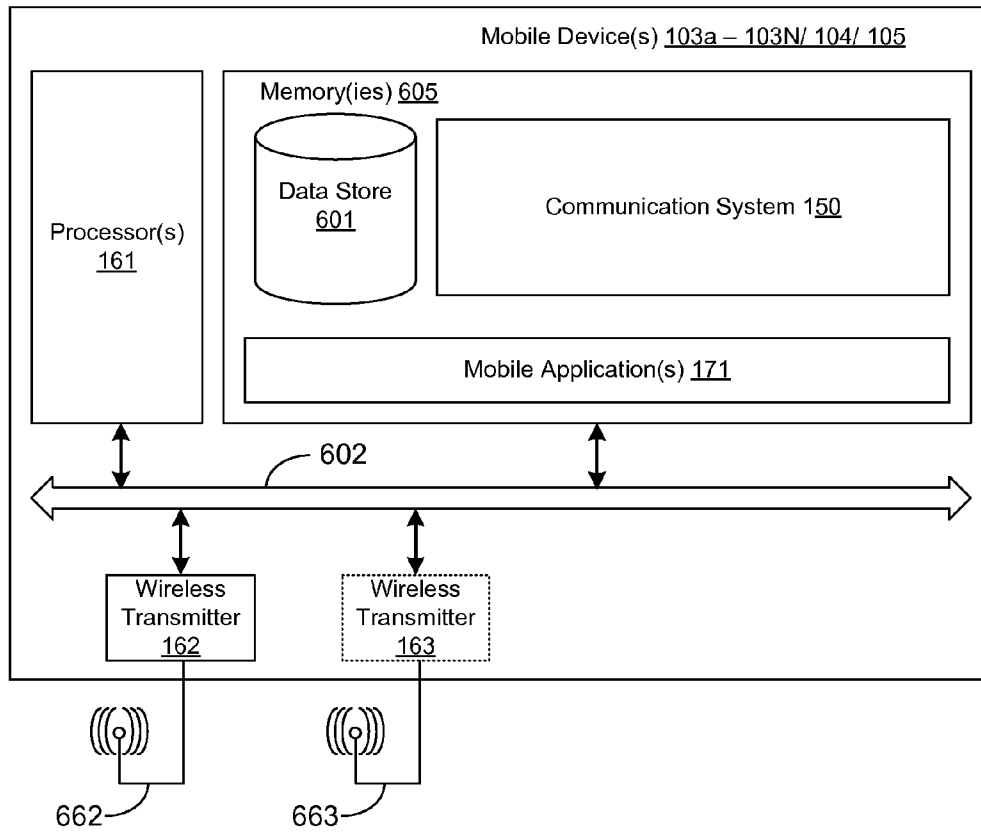 Mobile Device(s) 103a – 103N/ 104/ 105
Processor(s)
161
Memory(ies) 605
Data Store
601
Communication System 150
Mobile Application(s) 171
602
Wireless
Transmitter
162
Wireless
Transmitter
163
662
663